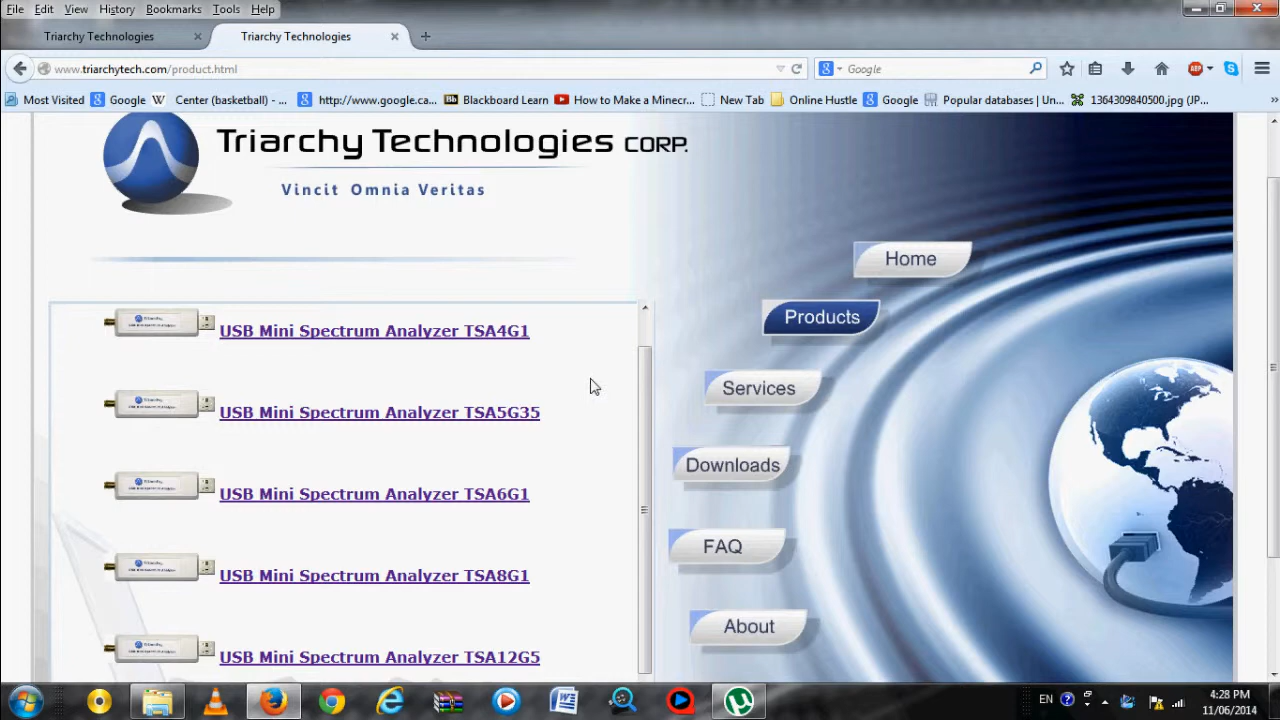 File Edit View History Bookmarks Tools Help
Triarchy Technologies Triarchy Technologies
www.triarchytech.com/product.html Google
Most Visited Google Center (basketball) - ... http://www.google.ca... Blackboard Learn How to Make a Minecr... New Tab Online Hustle Google Popular databases | Un... 1364309840500.jpg (JP...
Triarchy Technologies CORP.
Vincit Omnia Veritas
Home
Products
Services
Downloads
FAQ
About
USB Mini Spectrum Analyzer TSA4G1
USB Mini Spectrum Analyzer TSA5G35
USB Mini Spectrum Analyzer TSA6G1
USB Mini Spectrum Analyzer TSA8G1
USB Mini Spectrum Analyzer TSA12G5
EN 4:28 PM
11/06/2014